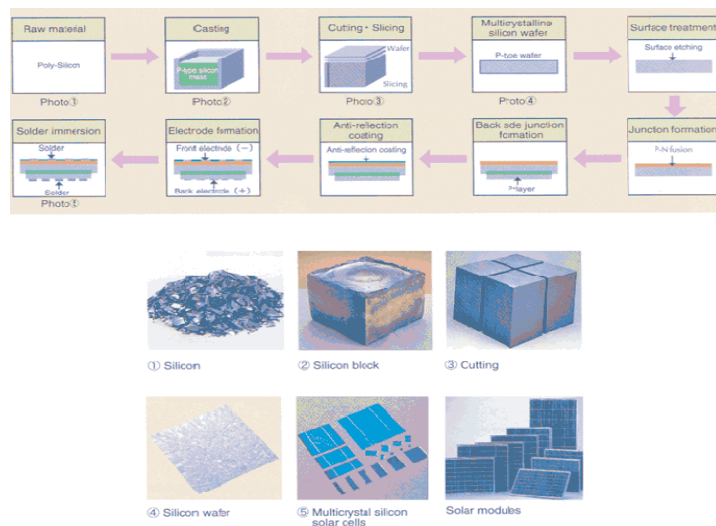 Raw material
Poly-Silicon
Photo①
Casting
P-type silicon
mass
Photo②
Cutting・Slicing
Wafer
Slicing
Photo③
Multicrystalline
silicon wafer
P-type wafer
Photo④
Surface treatment
Surface etching
Solder immersion
Solder
Solder
Photo①
Electrode formation
Front electrode (−)
Back electrode (+)
Anti-reflection
coating
Anti-reflection coating
Back side junction
formation
P-layer
Junction formation
P-N fusion
① Silicon
② Silicon block
③ Cutting
④ Silicon wafer
⑤ Multicrystal silicon
solar cells
Solar modules